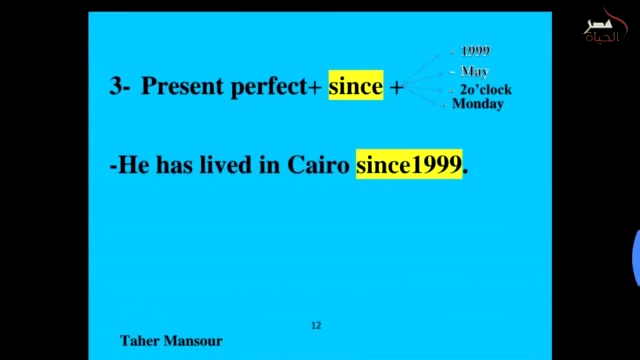 مصر
الحياة
- 1999
- May
3- Present perfect+ since +
- 2o’clock
- Monday
-He has lived in Cairo since1999.
12
Taher Mansour